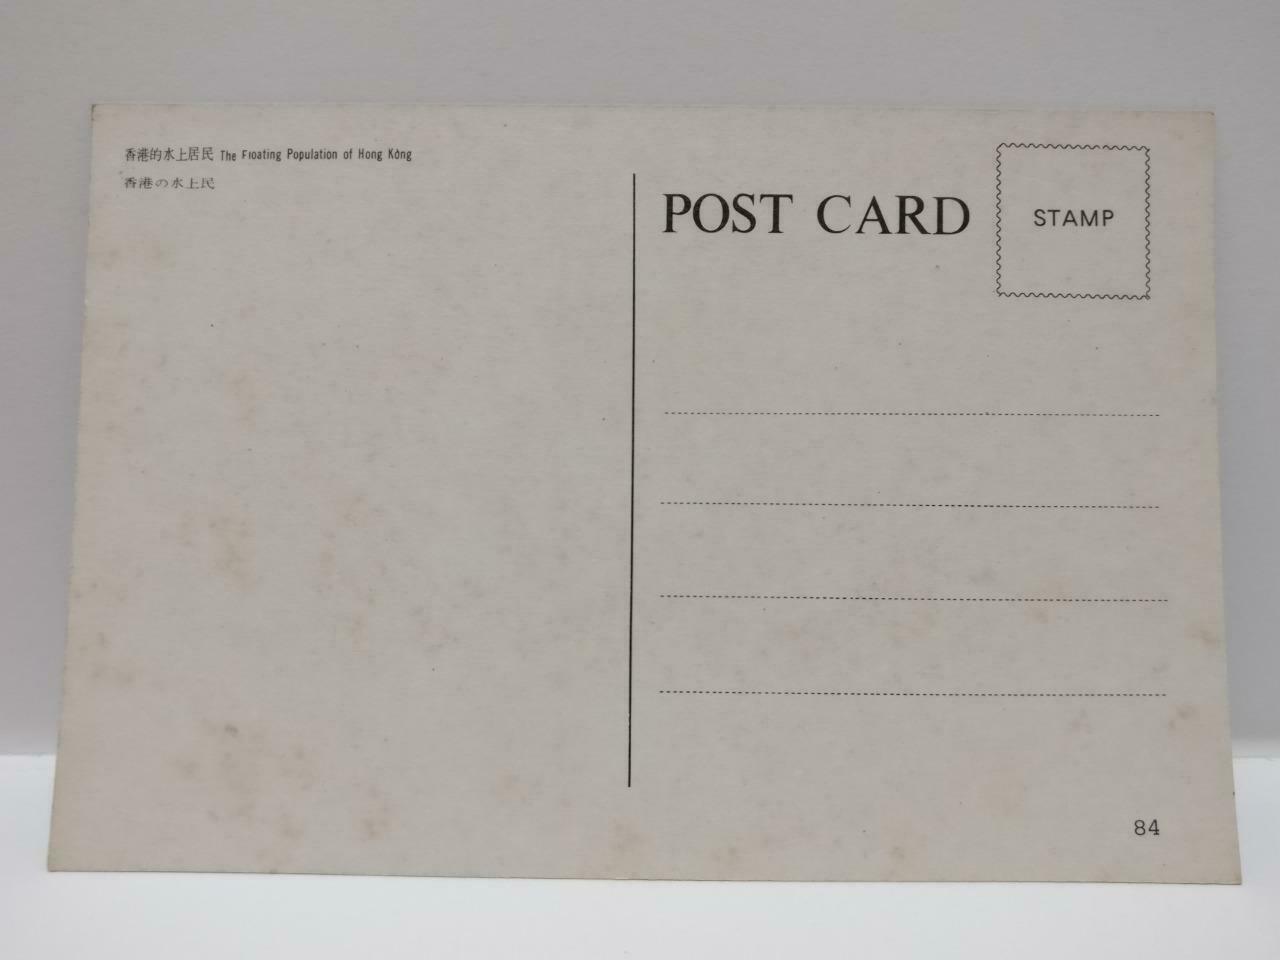 香港的水上居民 The Floating Population of Hong Kong
香港の水上民
POST CARD
STAMP
84